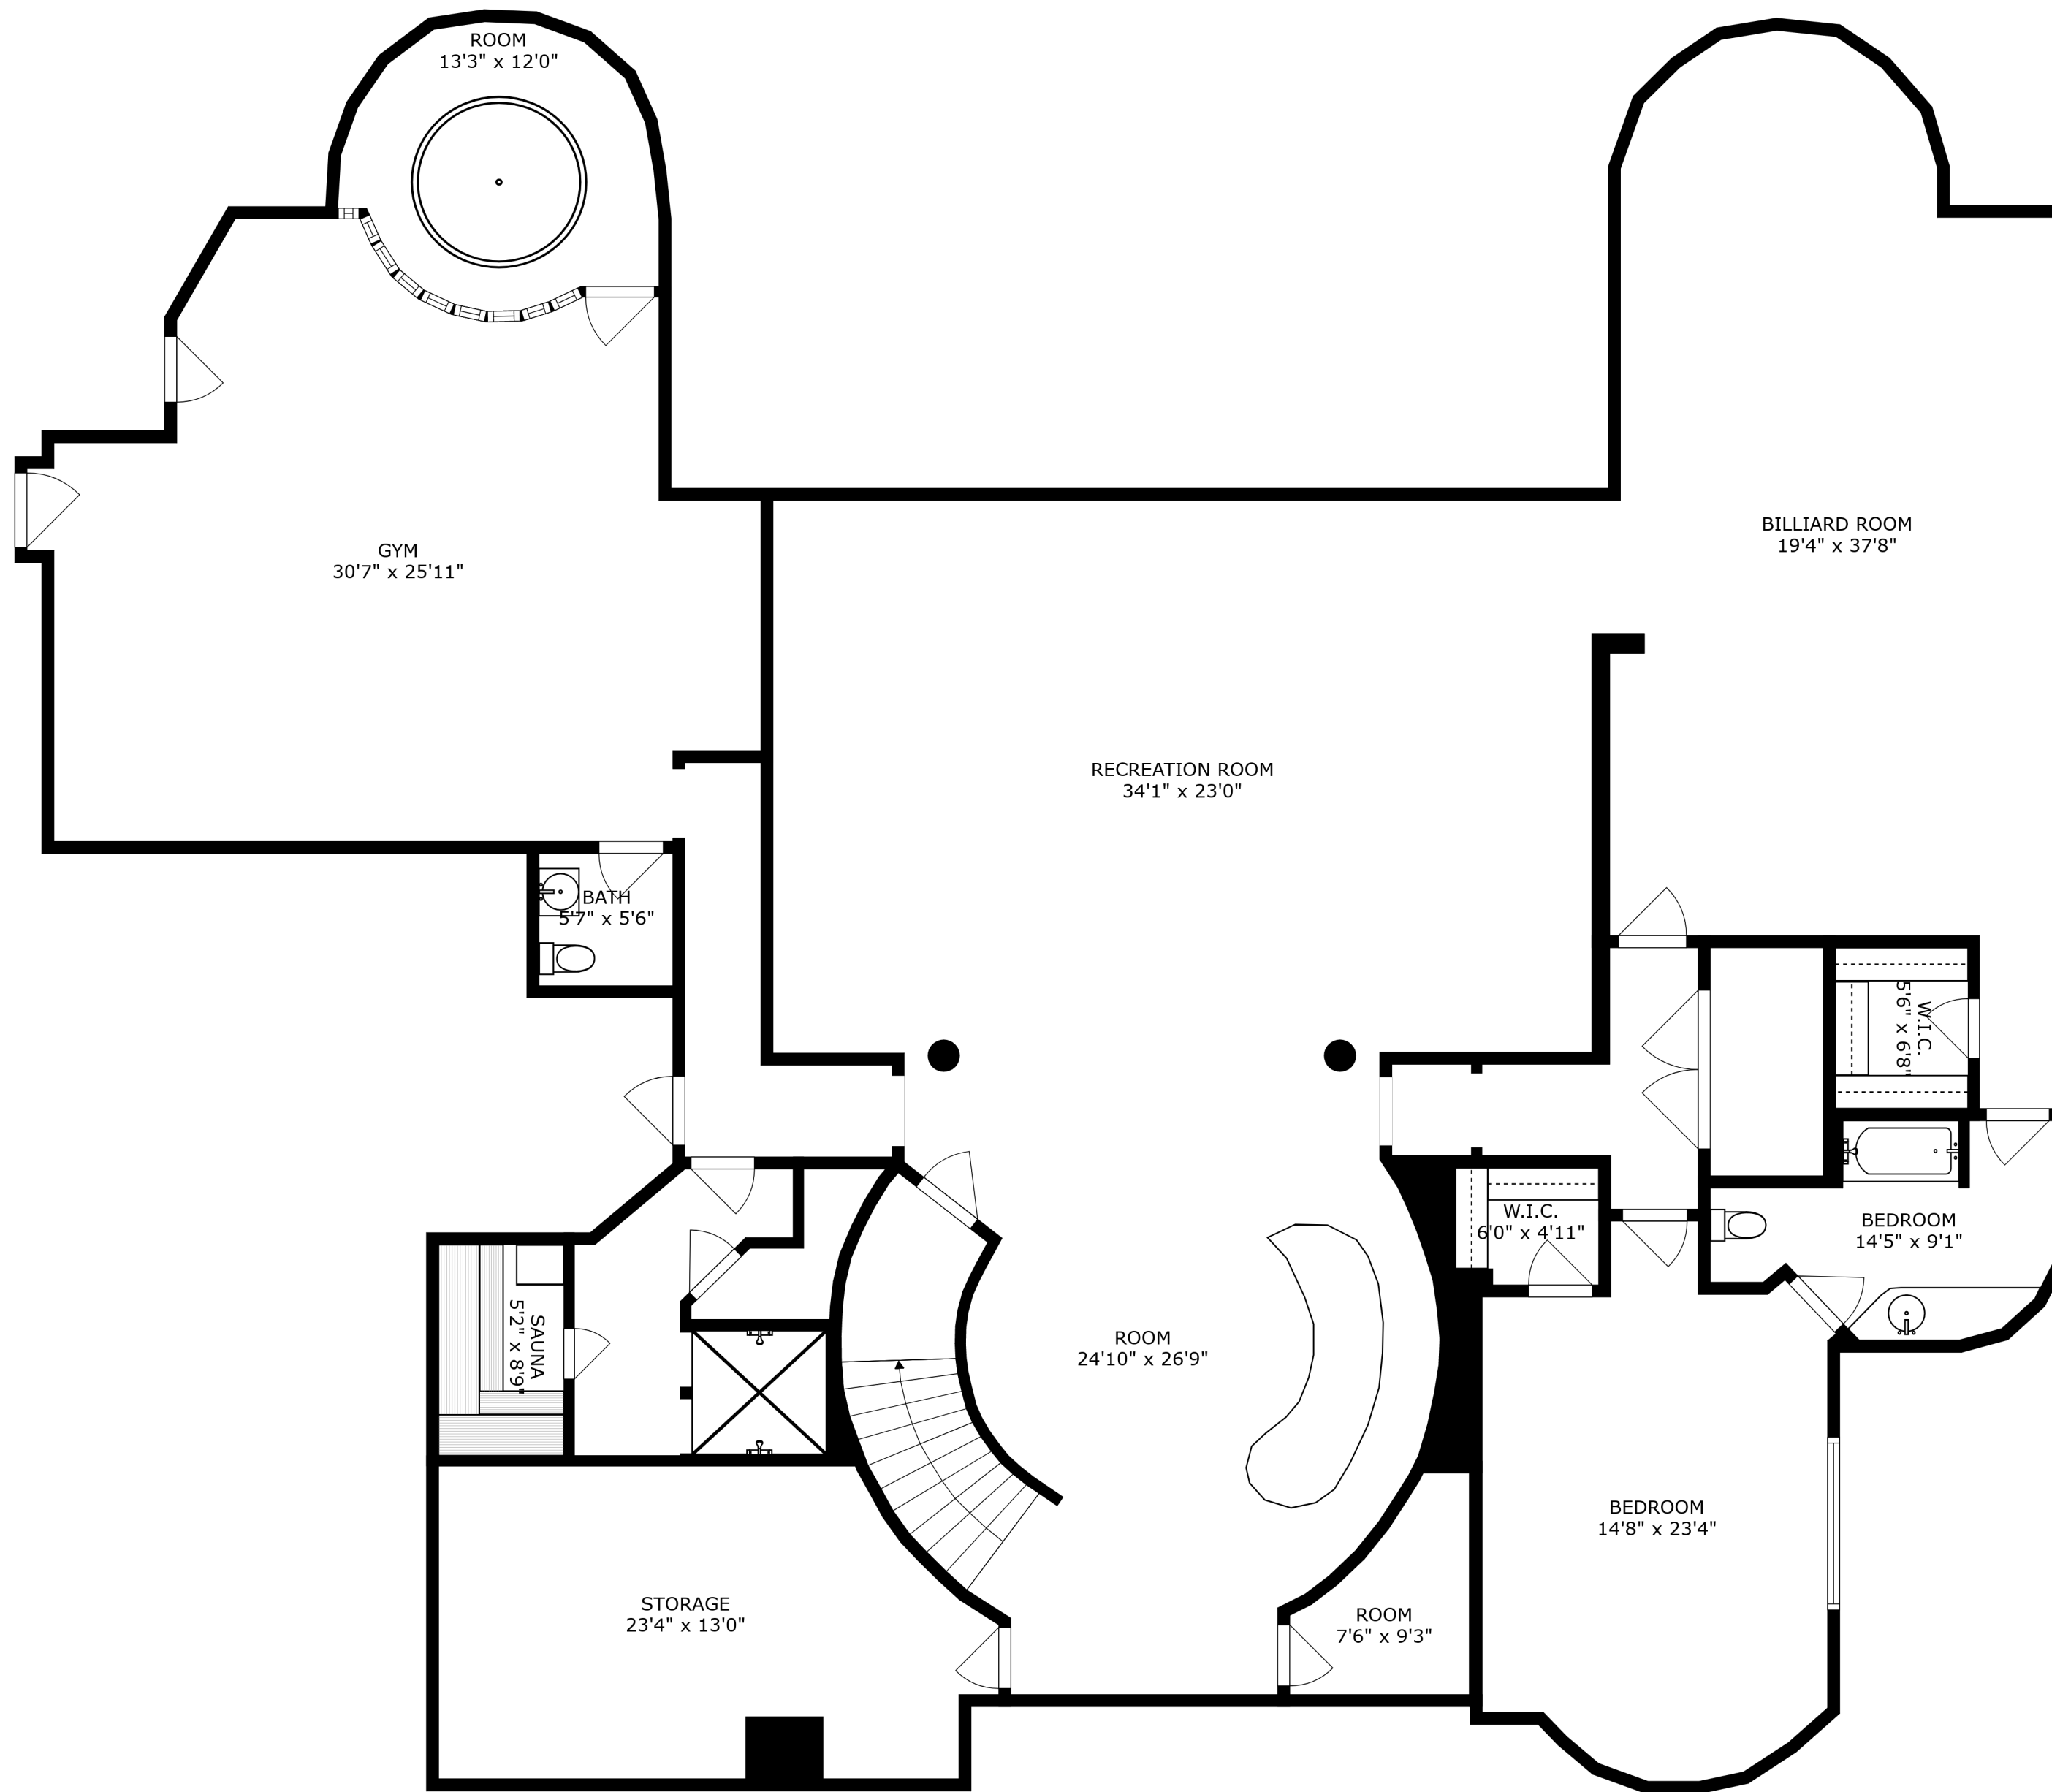 ROOM
13'3" x 12'0"
BILLIARD ROOM
19'4" x 37'8"
GYM
30'7" x 25'11"
RECREATION ROOM
34'1" x 23'0"
BATH
5'7" x 5'6"
W.I.C.
5'6" x 6'8"
W.I.C.
6'0" x 4'11"
BEDROOM
14'5" x 9'1"
SAUNA
5'2" x 8'9"
ROOM
24'10" x 26'9"
BEDROOM
14'8" x 23'4"
STORAGE
23'4" x 13'0"
ROOM
7'6" x 9'3"